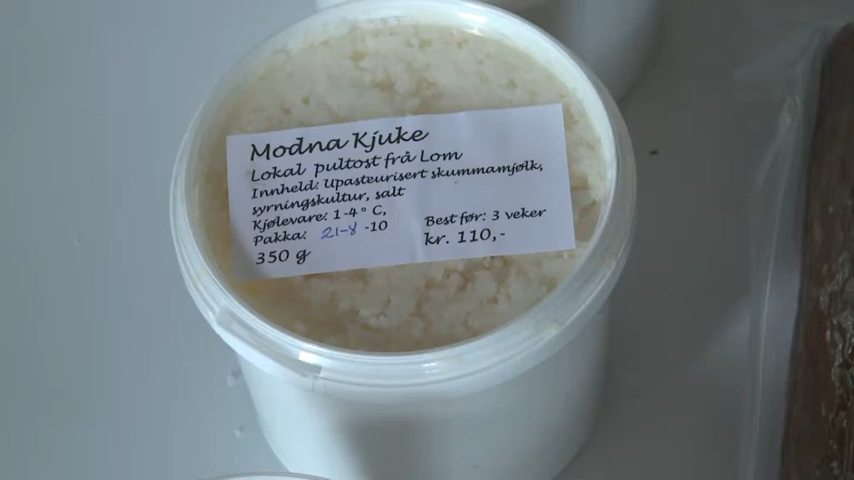 Modna Kjuke
Lokal pultost frå Lom
Innheld: Upasteurisert skummamjølk,
syrningskultur, salt
Kjølevare: 1-4° C,
Pakka: 21-8 -10
Best før: 3 veker
350 g
kr. 110,-